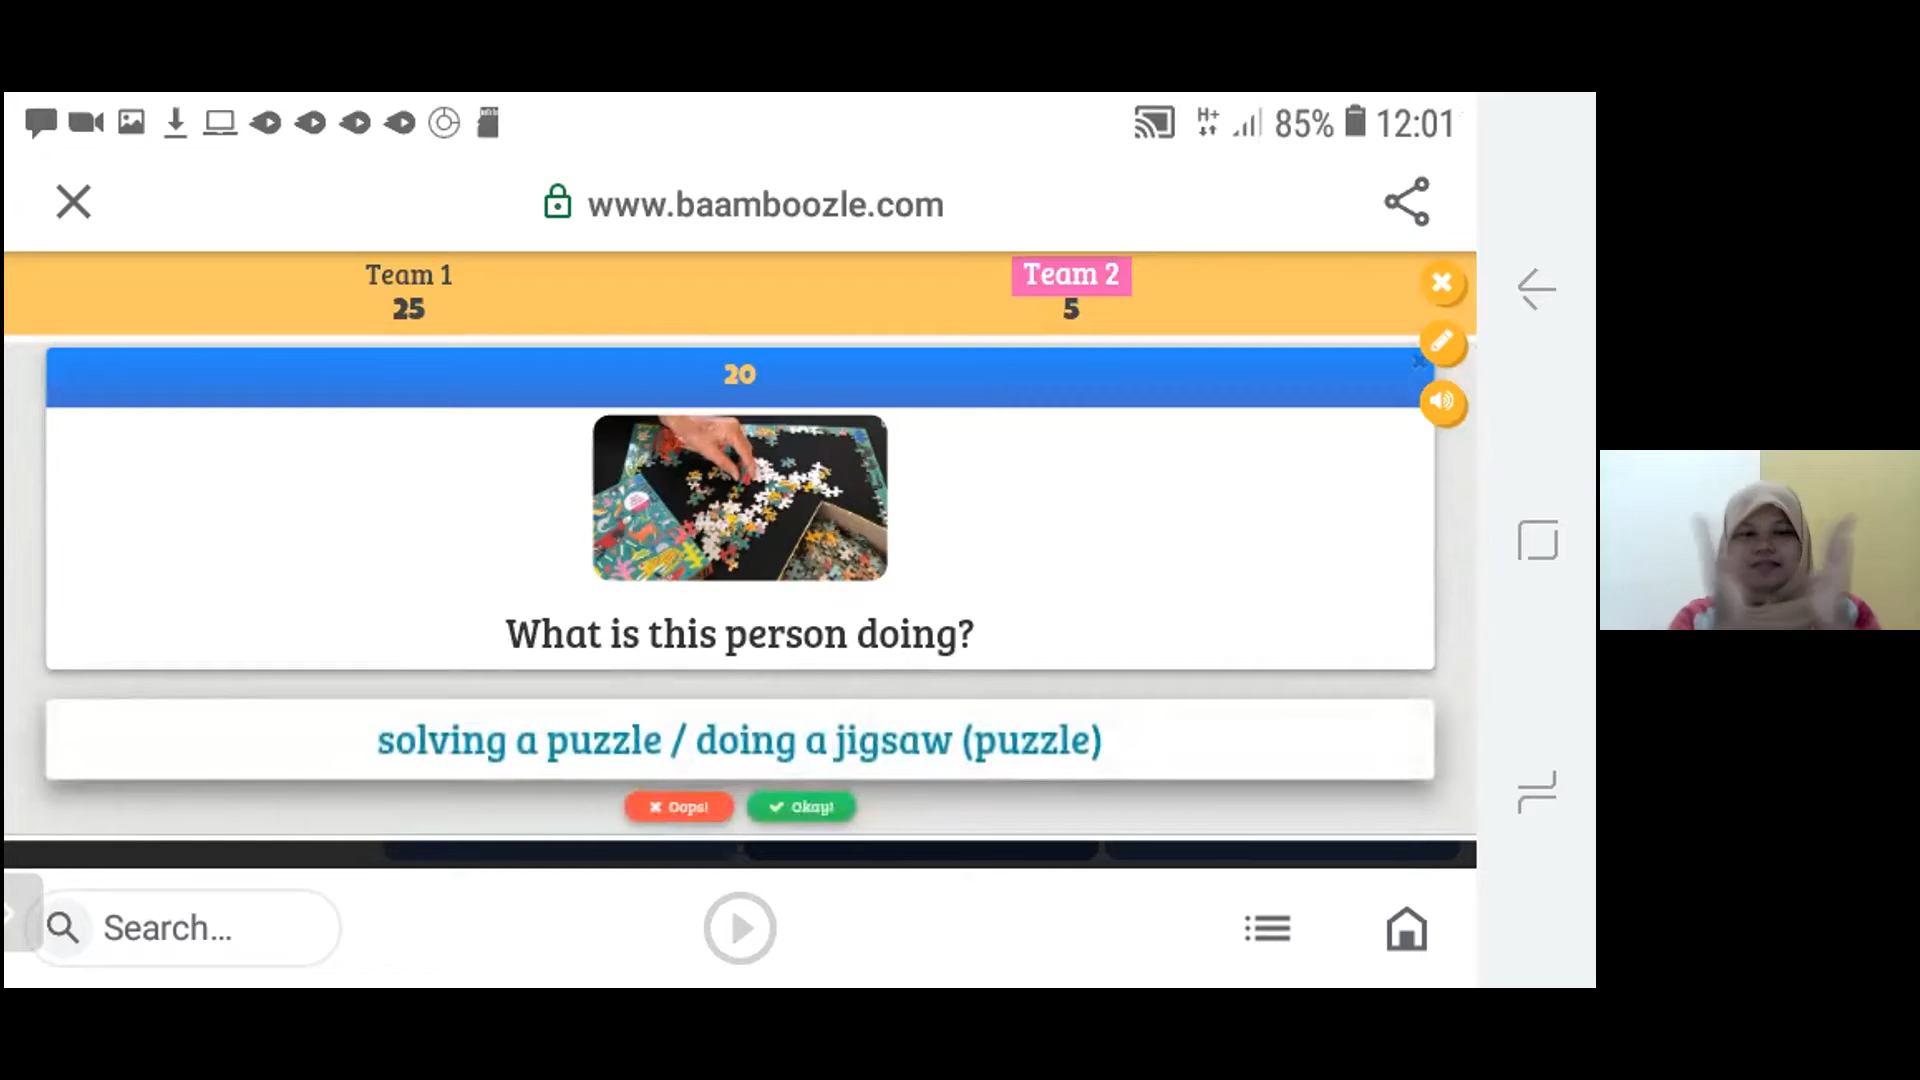 H+ 85% 12:01
www.baamboozle.com
Team 1 Team 2
25 5
20
What is this person doing?
solving a puzzle / doing a jigsaw (puzzle)
Oops! Okay!
Search...